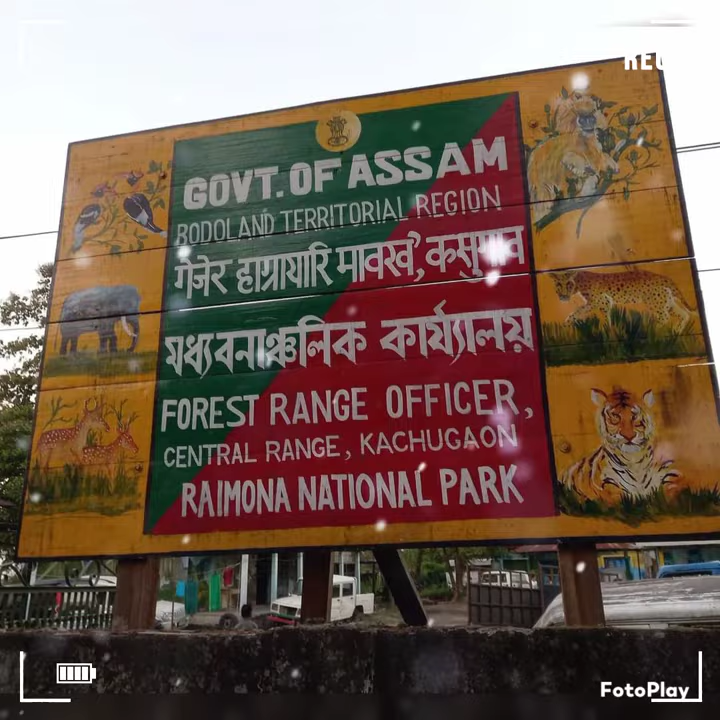 GOVT. OF ASSAM
BODOLAND TERRITORIAL REGION
गेजेर हाग्रायारि मावख', कसुगाव
মধ্য বনাঞ্চলিক কাৰ্য্যালয়
FOREST RANGE OFFICER,
CENTRAL RANGE, KACHUGAON
RAIMONA NATIONAL PARK
FotoPlay